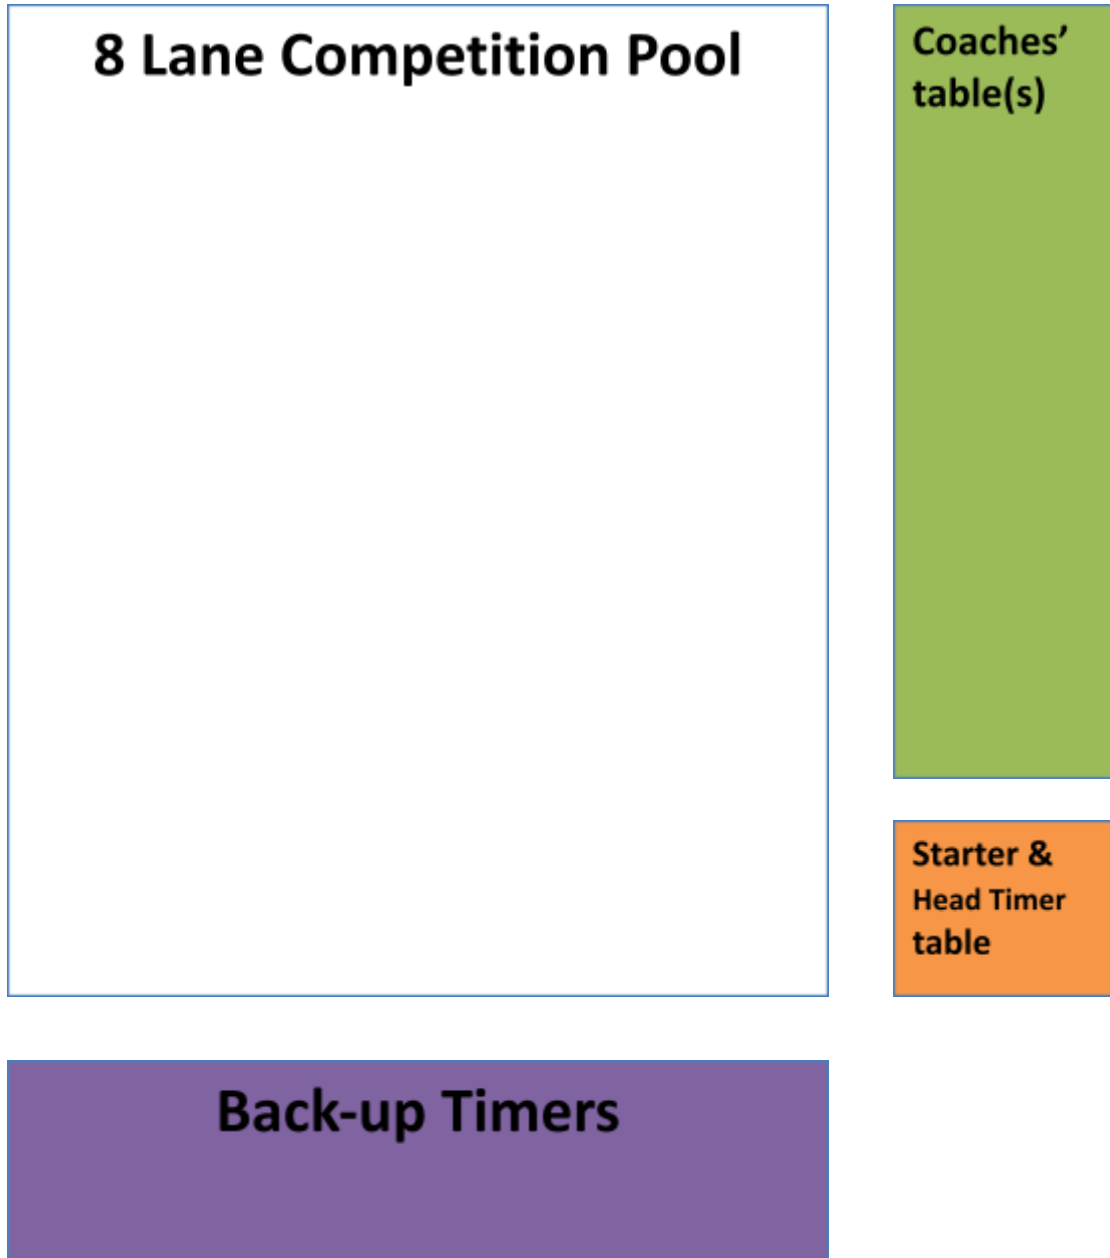 8 Lane Competition Pool
Coaches’
table(s)
Starter &
Head Timer
table
Back-up Timers